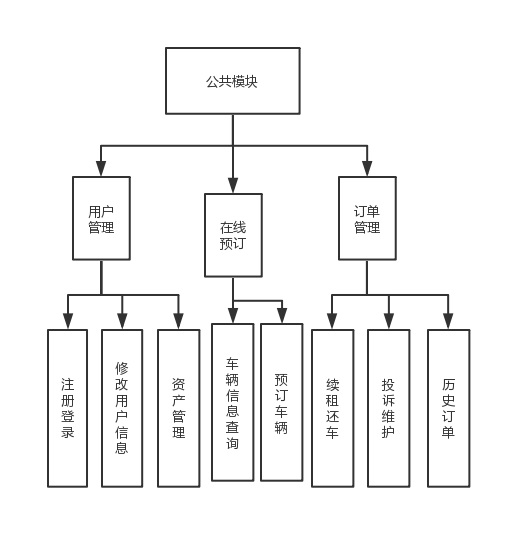 公共模块
用户
管理
在线
预订
订单
管理
注册登录
修改用户信息
资产管理
车辆信息查询
预订车辆
续租还车
投诉维护
历史订单